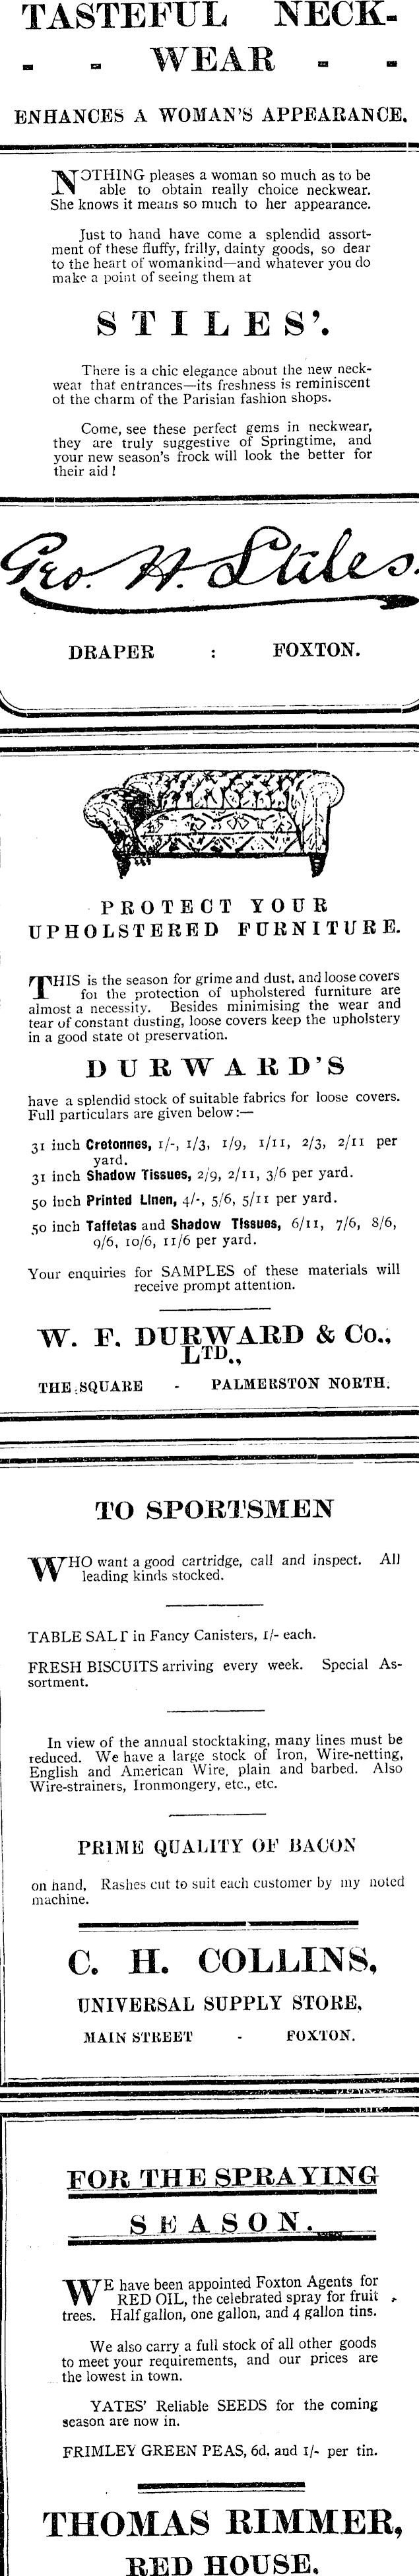 TASTEFUL NECK-
- - WEAR - -
ENHANCES A WOMAN'S APPEARANCE.
NOTHING pleases a woman so much as to be
able to obtain really choice neckwear.
She knows it means so much to her appearance.
Just to hand have come a splendid assort-
ment of these fluffy, frilly, dainty goods, so dear
to the heart of womankind—and whatever you do
make a point of seeing them at
STILES'.
There is a chic elegance about the new neck-
wear that entrances—its freshness is reminiscent
of the charm of the Parisian fashion shops.
Come, see these perfect gems in neckwear,
they are truly suggestive of Springtime, and
your new season's frock will look the better for
their aid !
Geo. H. Stiles.
DRAPER : FOXTON.
PROTECT YOUR
UPHOLSTERED FURNITURE.
THIS is the season for grime and dust, and loose covers
for the protection of upholstered furniture are
almost a necessity. Besides minimising the wear and
tear of constant dusting, loose covers keep the upholstery
in a good state of preservation.
DURWARD'S
have a splendid stock of suitable fabrics for loose covers.
Full particulars are given below :—
31 inch Cretonnes, 1/-, 1/3, 1/9, 1/11, 2/3, 2/11 per
yard.
31 inch Shadow Tissues, 2/9, 2/11, 3/6 per yard.
50 inch Printed Linen, 4/-, 5/6, 5/11 per yard.
50 inch Taffetas and Shadow Tissues, 6/11, 7/6, 8/6,
9/6, 10/6, 11/6 per yard.
Your enquiries for SAMPLES of these materials will
receive prompt attention.
W. F. DURWARD & Co.,
LTD.,
THE SQUARE - PALMERSTON NORTH.
TO SPORTSMEN
WHO want a good cartridge, call and inspect. All
leading kinds stocked.
TABLE SALT in Fancy Canisters, 1/- each.
FRESH BISCUITS arriving every week. Special As-
sortment.
In view of the annual stocktaking, many lines must be
reduced. We have a large stock of Iron, Wire-netting,
English and American Wire, plain and barbed. Also
Wire-strainers, Ironmongery, etc., etc.
PRIME QUALITY OF BACON
on hand, Rashes cut to suit each customer by my noted
machine.
C. H. COLLINS,
UNIVERSAL SUPPLY STORE,
MAIN STREET - FOXTON.
FOR THE SPRAYING
SEASON.
WE have been appointed Foxton Agents for
RED OIL, the celebrated spray for fruit
trees. Half gallon, one gallon, and 4 gallon tins.
We also carry a full stock of all other goods
to meet your requirements, and our prices are
the lowest in town.
YATES' Reliable SEEDS for the coming
season are now in.
FRIMLEY GREEN PEAS, 6d. and 1/- per tin.
THOMAS RIMMER,
RED HOUSE.